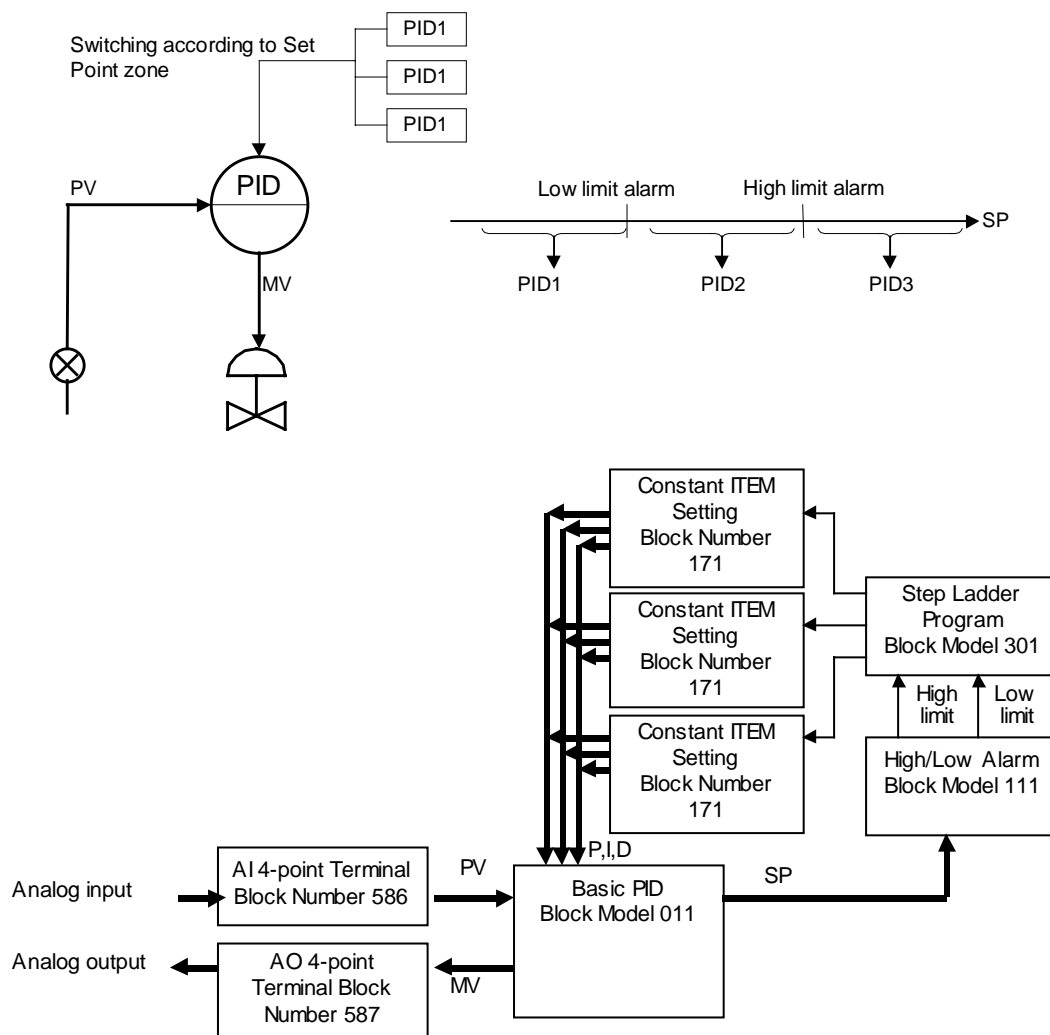 Switching according to Set
Point zone
PID1
PID1
PID1
PID
PV
MV
Low limit alarm
High limit alarm
SP
PID1
PID2
PID3
Constant ITEM
Setting
Block Number
171
Constant ITEM
Setting
Block Number
171
Constant ITEM
Setting
Block Number
171
Step Ladder
Program
Block Model 301
High
limit
Low
limit
High/Low Alarm
Block Model 111
P,I,D
Analog input
AI 4-point Terminal
Block Number 586
PV
Basic PID
Block Model 011
SP
Analog output
AO 4-point
Terminal Block
Number 587
MV